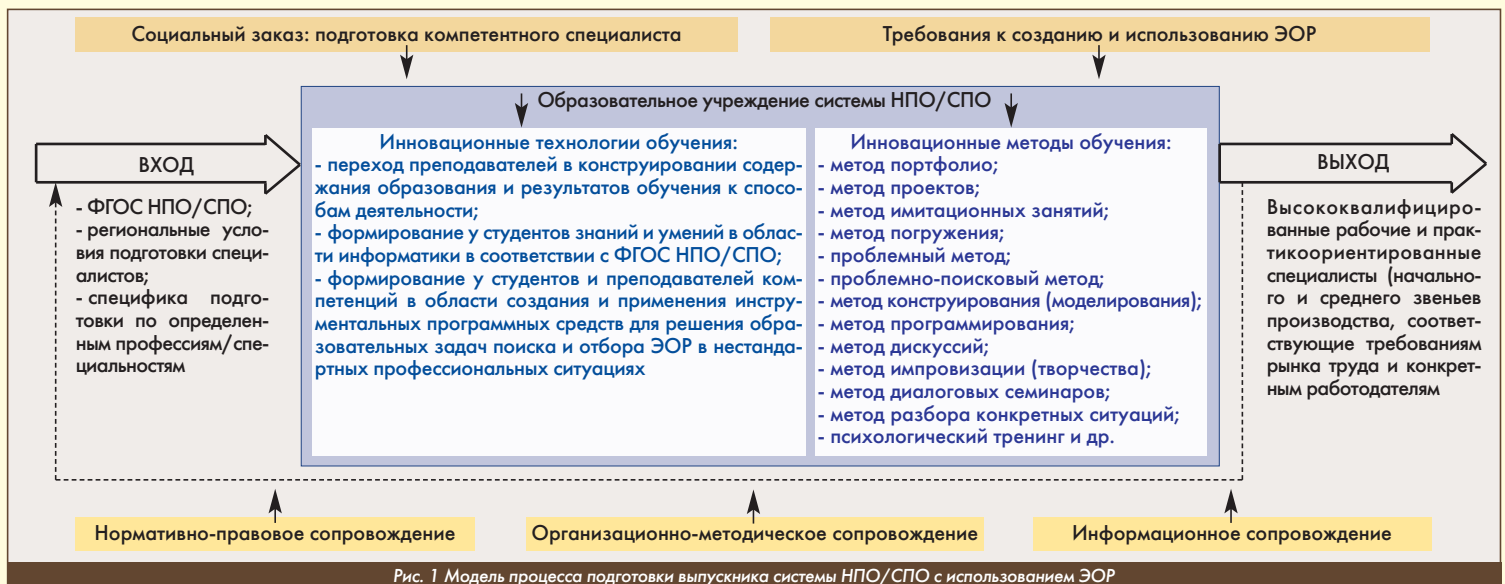 Социальный заказ: подготовка компетентного специалиста
Требования к созданию и использованию ЭОР
Образовательное учреждение системы НПО/СПО
ВХОД
- ФГОС НПО/СПО;
- региональные усло-
вия подготовки специ-
алистов;
- специфика подго-
товки по определен-
ным профессиям/спе-
циальностям
Инновационные технологии обучения:
- переход преподавателей в конструировании содер-
жания образования и результатов обучения к спосо-
бам деятельности;
- формирование у студентов знаний и умений в облас-
ти информатики в соответствии с ФГОС НПО/СПО;
- формирование у студентов и преподавателей ком-
петенций в области создания и применения инстру-
ментальных программных средств для решения обра-
зовательных задач поиска и отбора ЭОР в нестанда-
ртных профессиональных ситуациях
Инновационные методы обучения:
- метод портфолио;
- метод проектов;
- метод имитационных занятий;
- метод погружения;
- проблемный метод;
- проблемно-поисковый метод;
- метод конструирования (моделирования);
- метод программирования;
- метод дискуссий;
- метод импровизации (творчества);
- метод диалоговых семинаров;
- метод разбора конкретных ситуаций;
- психологический тренинг и др.
ВЫХОД
Высококвалифициро-
ванные рабочие и прак-
тикоориентированные
специалисты (начально-
го и среднего звеньев
производства, соответ-
ствующие требованиям
рынка труда и конкрет-
ным работодателям
Нормативно-правовое сопровождение
Организационно-методическое сопровождение
Информационное сопровождение
Рис. 1 Модель процесса подготовки выпускника системы НПО/СПО с использованием ЭОР